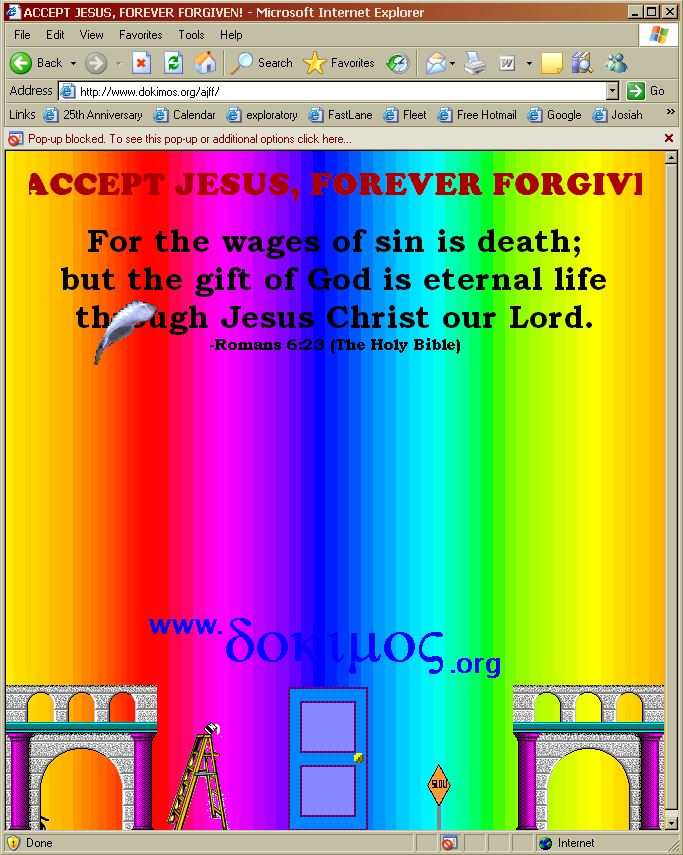 ACCEPT JESUS, FOREVER FORGIVEN! - Microsoft Internet Explorer
File Edit View Favorites Tools Help
Back Search Favorites
Address http://www.dokimos.org/ajff/ Go
Links 25th Anniversary Calendar exploratory FastLane Fleet Free Hotmail Google Josiah »
Pop-up blocked. To see this pop-up or additional options click here...
ACCEPT JESUS, FOREVER FORGIV
For the wages of sin is death;
but the gift of God is eternal life
through Jesus Christ our Lord.
-Romans 6:23 (The Holy Bible)
www.δοκιμος.org
SLOW
Done Internet